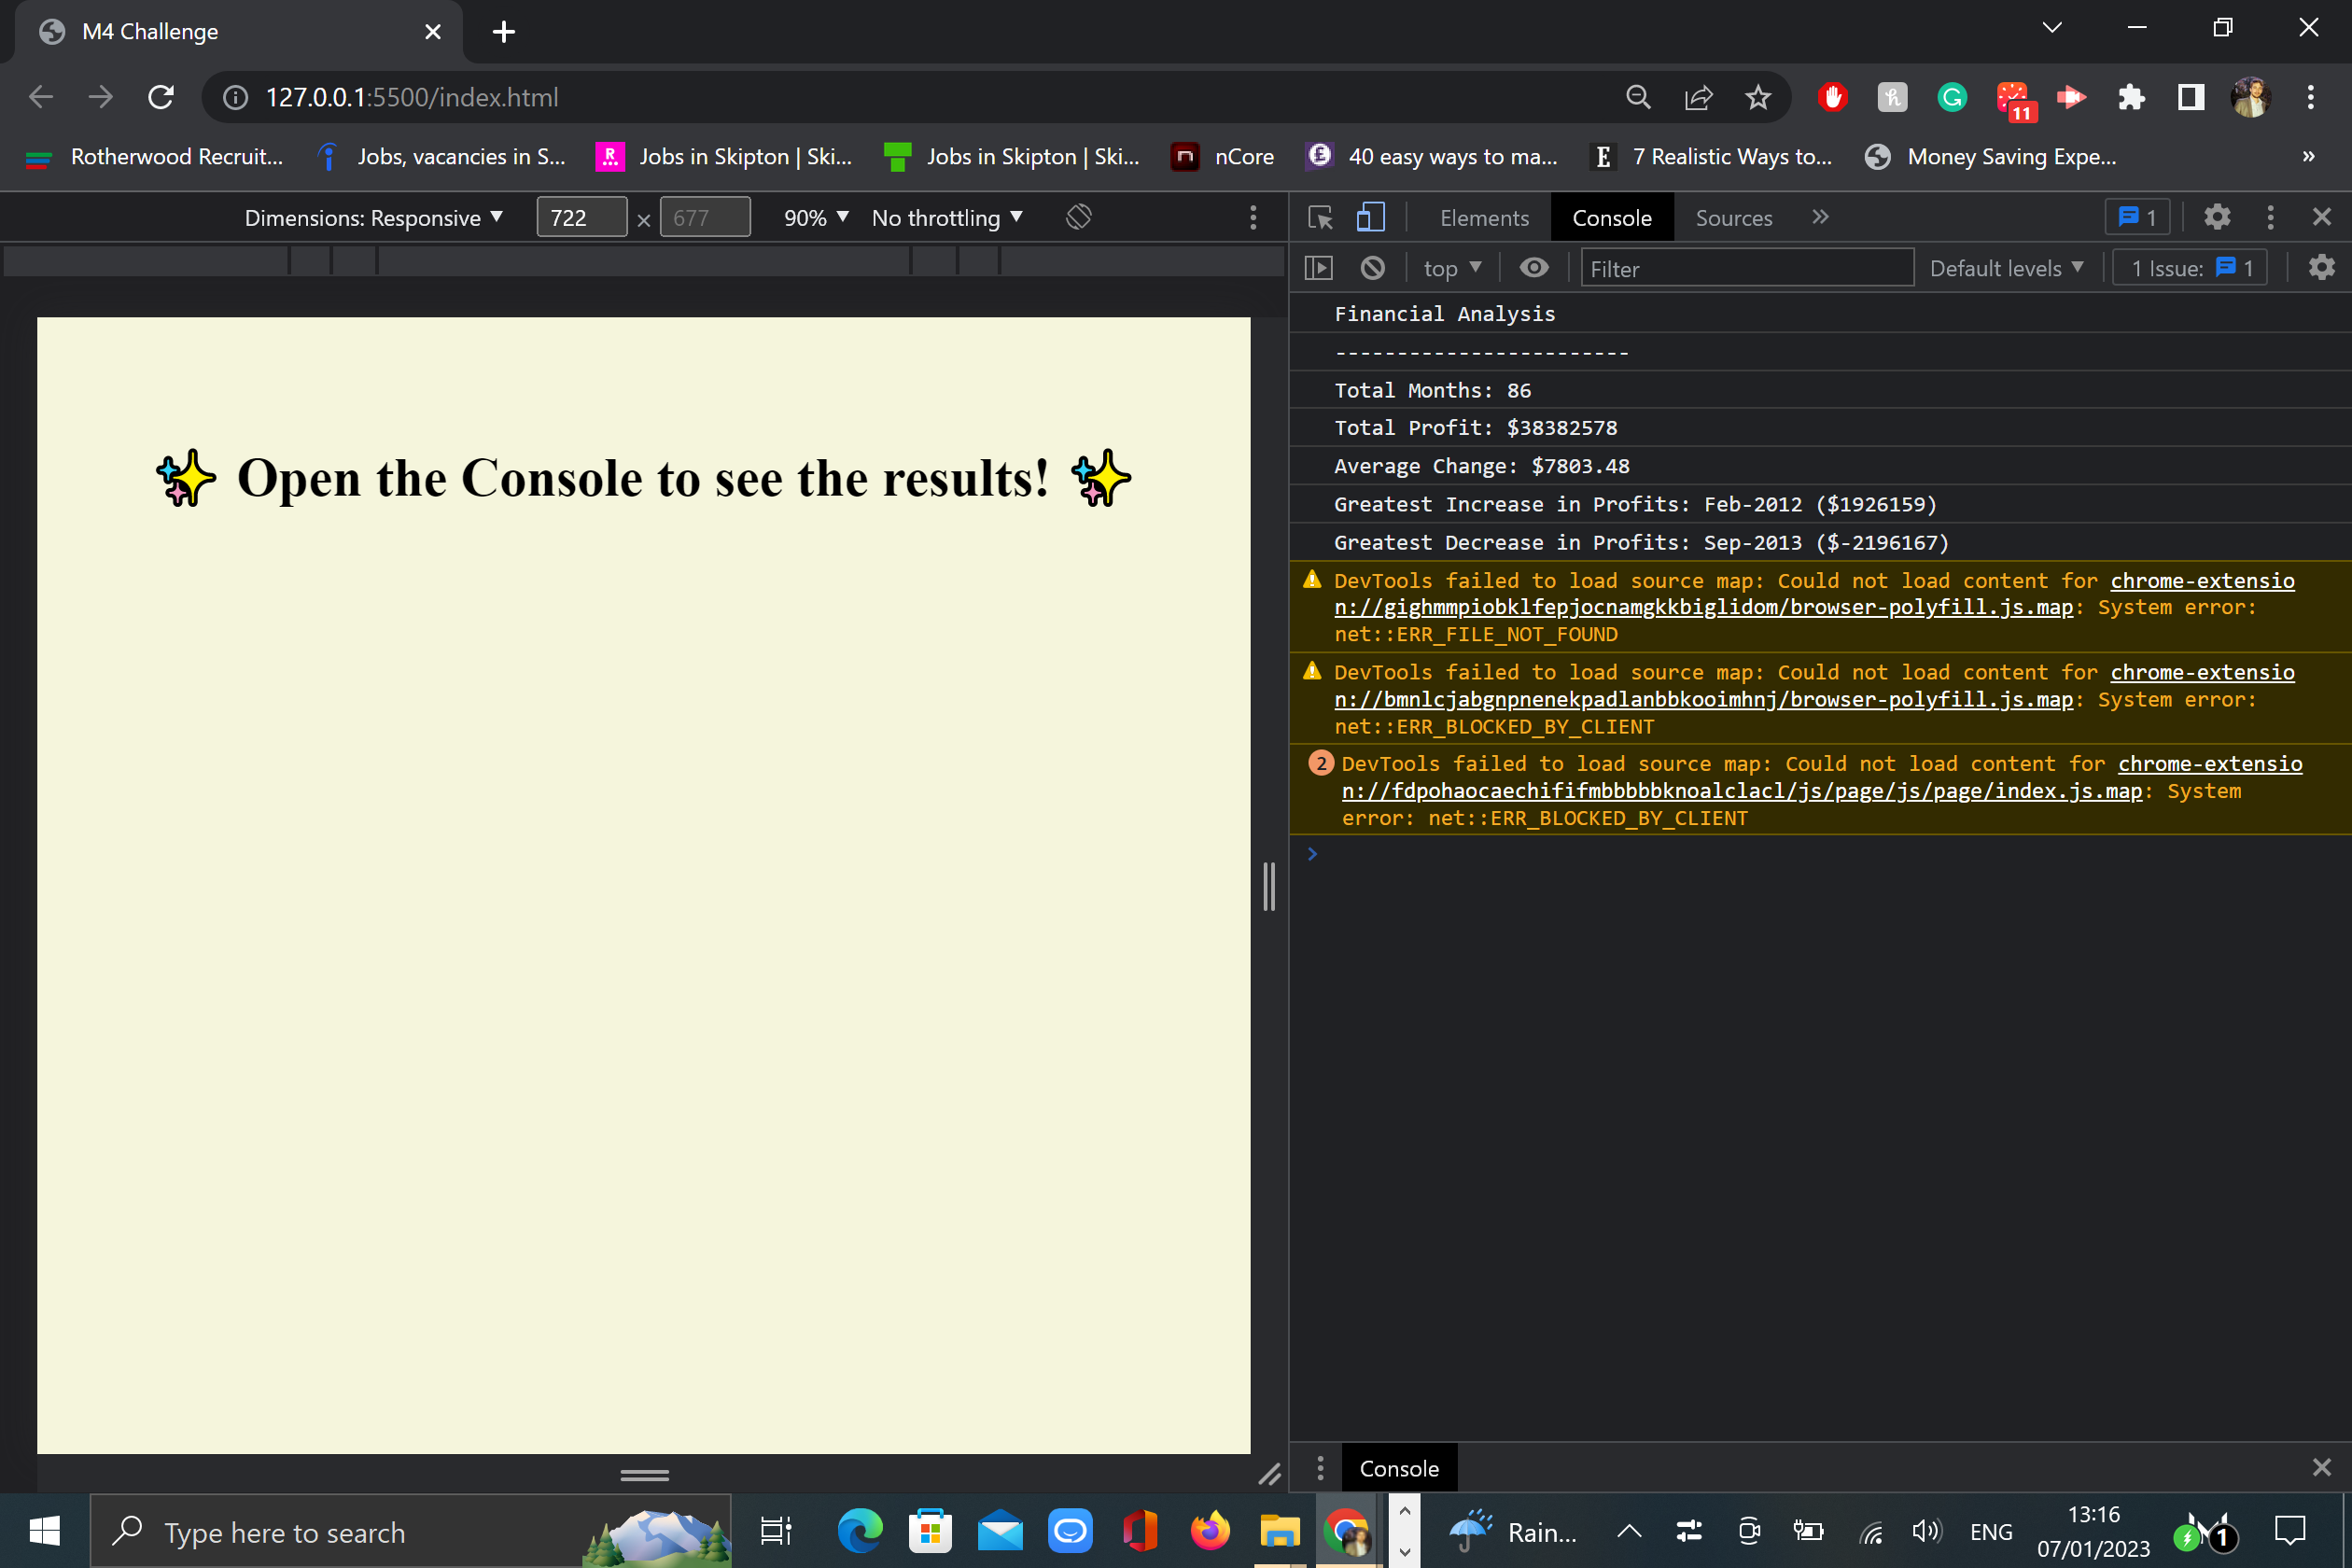 M4 Challenge
127.0.0.1:5500/index.html
11
Rotherwood Recruit...
Jobs, vacancies in S...
R
Jobs in Skipton | Ski...
Jobs in Skipton | Ski...
n
nCore
£
40 easy ways to ma...
E
7 Realistic Ways to...
Money Saving Expe...
»
Dimensions: Responsive
722
×
677
90%
No throttling
Elements
Console
Sources
»
1
top
Filter
Default levels
1 Issue:
1
Financial Analysis
------------------------
Total Months: 86
Total Profit: $38382578
Average Change: $7803.48
Greatest Increase in Profits: Feb-2012 ($1926159)
Greatest Decrease in Profits: Sep-2013 ($-2196167)
DevTools failed to load source map: Could not load content for chrome-extensio
n://gighmmpiobklfepjocnamgkkbiglidom/browser-polyfill.js.map: System error:
net::ERR_FILE_NOT_FOUND
DevTools failed to load source map: Could not load content for chrome-extensio
n://bmnlcjabgnpnenekpadlanbbkooimhnj/browser-polyfill.js.map: System error:
net::ERR_BLOCKED_BY_CLIENT
2
DevTools failed to load source map: Could not load content for chrome-extensio
n://fdpohaocaechififmbbbbbknoalclacl/js/page/js/page/index.js.map: System
error: net::ERR_BLOCKED_BY_CLIENT
✨ Open the Console to see the results! ✨
Console
Type here to search
Rain...
ENG
13:16
07/01/2023
1